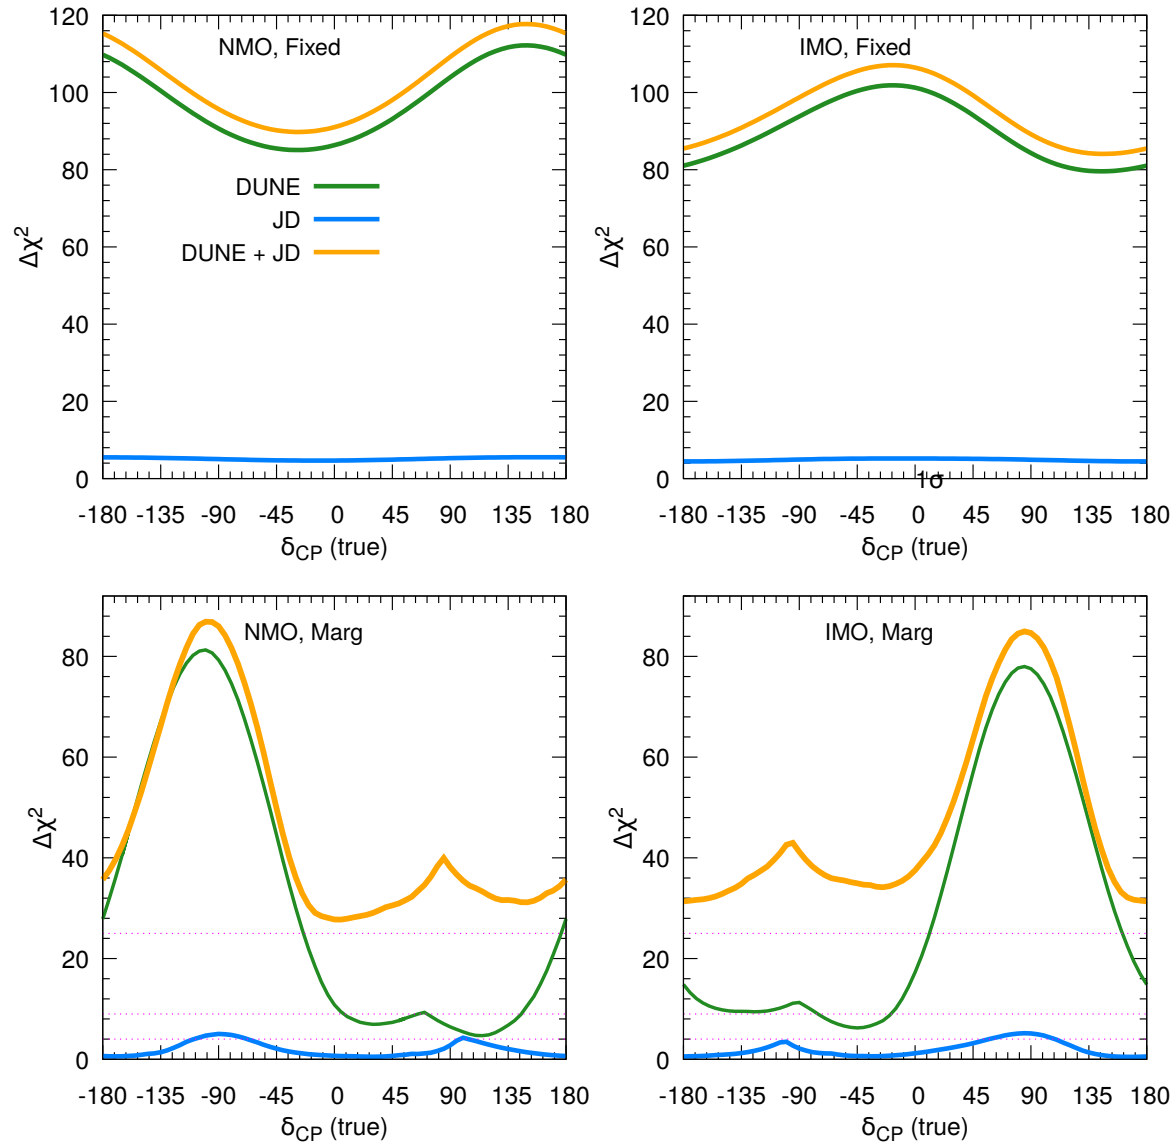 NMO, Fixed
120
100
80
60
40
20
0
Δχ²
DUNE
JD
DUNE + JD
-180 -135 -90 -45 0 45 90 135 180
δCP (true)
IMO, Fixed
120
100
80
60
40
20
0
Δχ²
1σ
-180 -135 -90 -45 0 45 90 135 180
δCP (true)
NMO, Marg
80
60
40
20
0
Δχ²
-180 -135 -90 -45 0 45 90 135 180
δCP (true)
IMO, Marg
80
60
40
20
0
Δχ²
-180 -135 -90 -45 0 45 90 135 180
δCP (true)